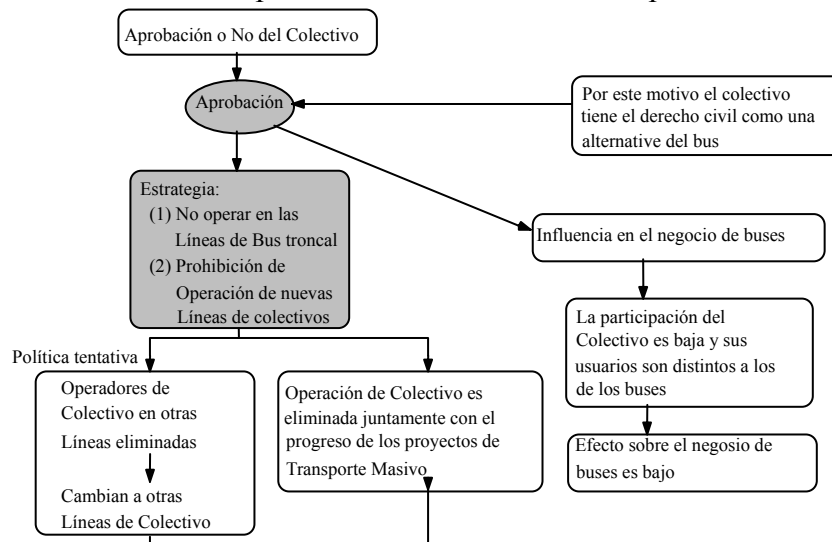 Aprobación o No del Colectivo
Aprobación
Por este motivo el colectivo
tiene el derecho civil como una
alternative del bus
Estrategia:
(1) No operar en las
Líneas de Bus troncal
(2) Prohibición de
Operación de nuevas
Líneas de colectivos
Influencia en el negocio de buses
La participación del
Colectivo es baja y sus
usuarios son distintos a los
de los buses
Efecto sobre el negosio de
buses es bajo
Política tentativa
Operadores de
Colectivo en otras
Líneas eliminadas
Cambian a otras
Líneas de Colectivo
Operación de Colectivo es
eliminada juntamente con el
progreso de los proyectos de
Transporte Masivo